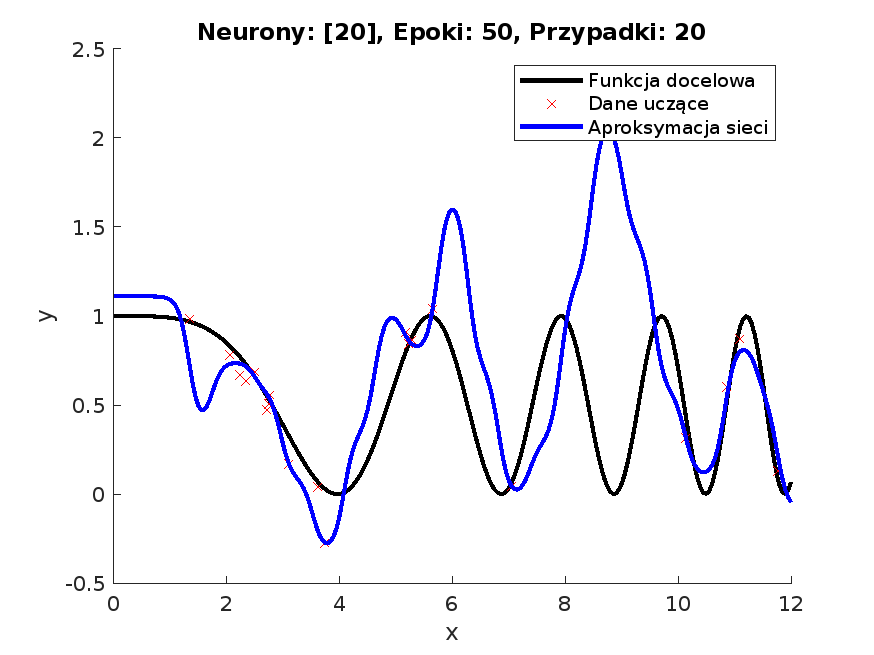 Neurony: [20], Epoki: 50, Przypadki: 20
2.5
Funkcja docelowa
Dane uczące
Aproksymacja sieci
2
1.5
1
0.5
0
-0.5
y
0 2 4 6 8 10 12
x